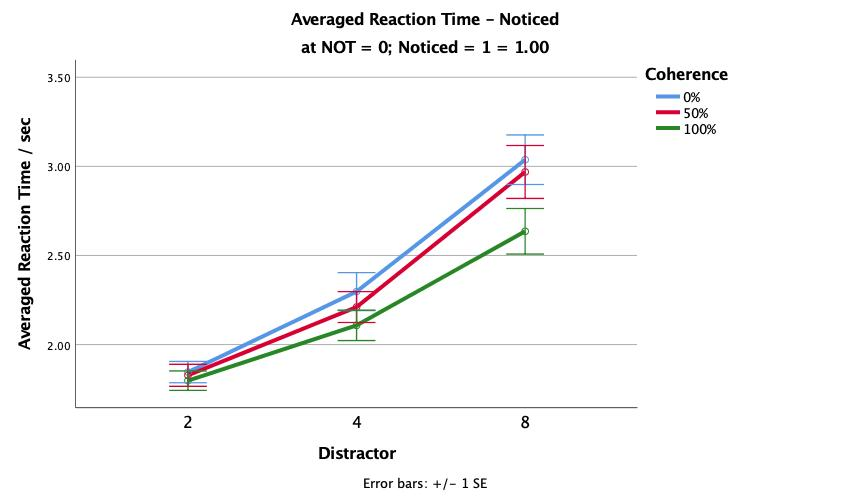 Averaged Reaction Time – Noticed
at NOT = 0; Noticed = 1 = 1.00
Coherence
0%
50%
100%
Averaged Reaction Time / sec
3.50
3.00
2.50
2.00
2
4
8
Distractor
Error bars: +/- 1 SE